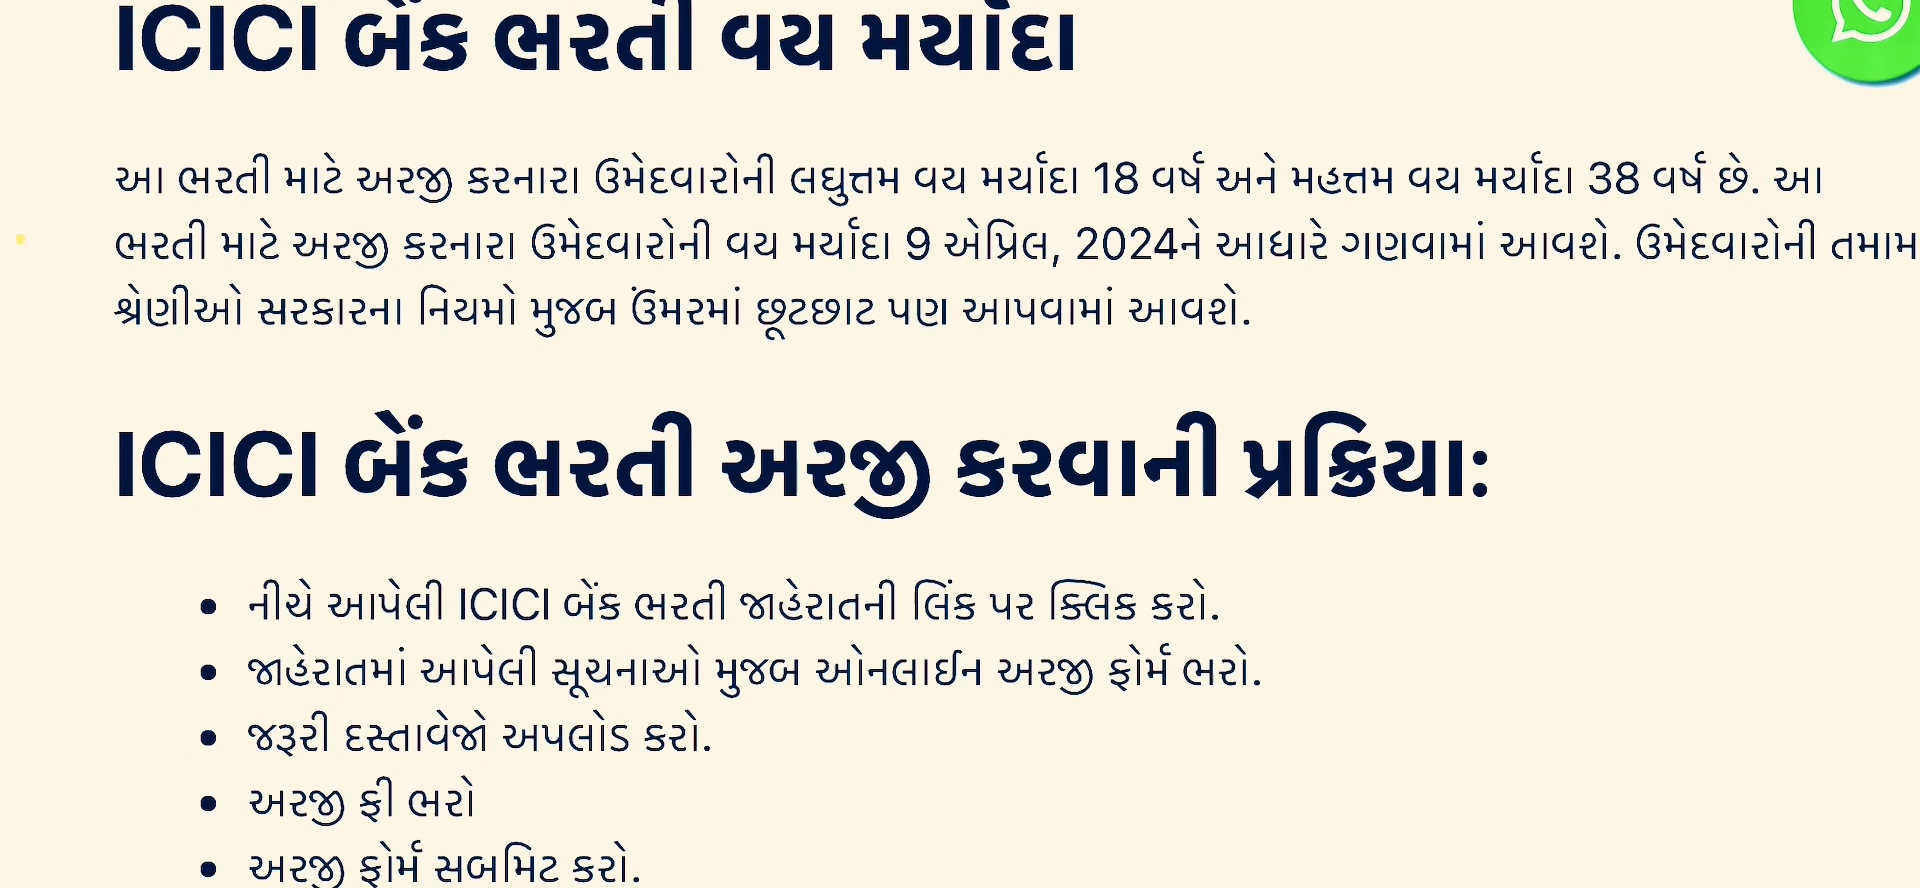 ICICI બેંક ભરતી વય મર્યાદા
આ ભરતી માટે અરજી કરનારા ઉમેદવારોની લઘુત્તમ વય મર્યાદા 18 વર્ષ અને મહત્તમ વય મર્યાદા 38 વર્ષ છે. આ
ભરતી માટે અરજી કરનારા ઉમેદવારોની વય મર્યાદા 9 એપ્રિલ, 2024ને આધારે ગણવામાં આવશે. ઉમેદવારોની તમામ
શ્રેણીઓ સરકારના નિયમો મુજબ ઉંમરમાં છૂટછાટ પણ આપવામાં આવશે.
ICICI બેંક ભરતી અરજી કરવાની પ્રક્રિયા:
• નીચે આપેલી ICICI બેંક ભરતી જાહેરાતની લિંક પર ક્લિક કરો.
• જાહેરાતમાં આપેલી સૂચનાઓ મુજબ ઓનલાઈન અરજી ફોર્મ ભરો.
• જરૂરી દસ્તાવેજો અપલોડ કરો.
• અરજી ફી ભરો
• અરજી ફોર્મ સબમિટ કરો.